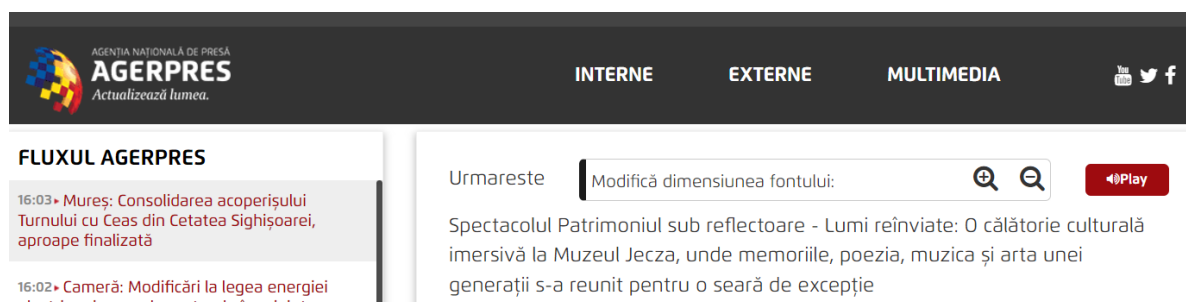 AGENȚIA NAȚIONALĂ DE PRESĂ
AGERPRES
Actualizează lumea.
INTERNE
EXTERNE
MULTIMEDIA
You
Tube
FLUXUL AGERPRES
16:03 Mureș: Consolidarea acoperișului
Turnului cu Ceas din Cetatea Sighișoarei,
aproape finalizată
16:02 Cameră: Modificări la legea energiei
Urmareste
Modifică dimensiunea fontului:
Play
Spectacolul Patrimoniul sub reflectoare - Lumi reînviate: O călătorie culturală
imersivă la Muzeul Jecza, unde memoriile, poezia, muzica și arta unei
generații s-a reunit pentru o seară de excepție